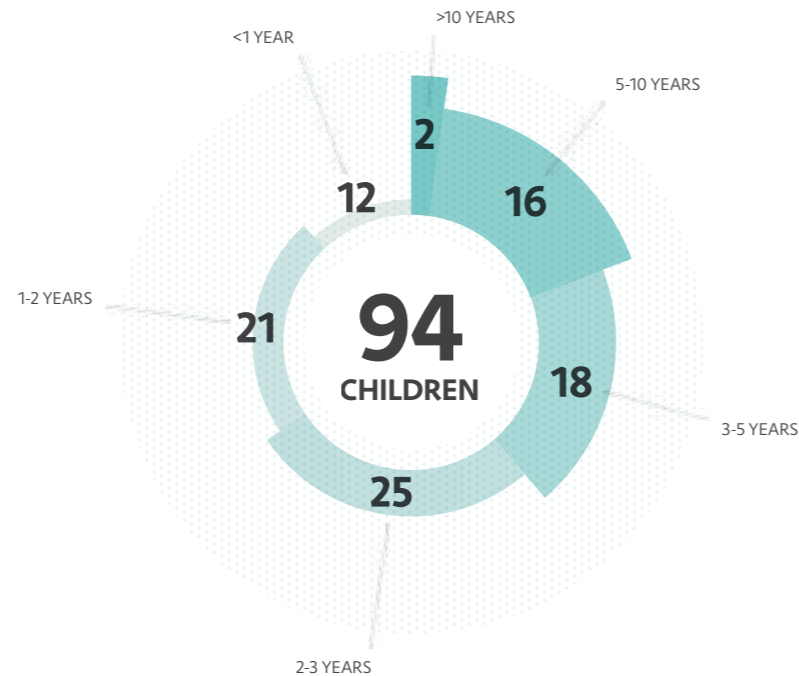 >10 YEARS
<1 YEAR
5-10 YEARS
2
12
16
1-2 YEARS
94
21
CHILDREN
18
3-5 YEARS
25
2-3 YEARS